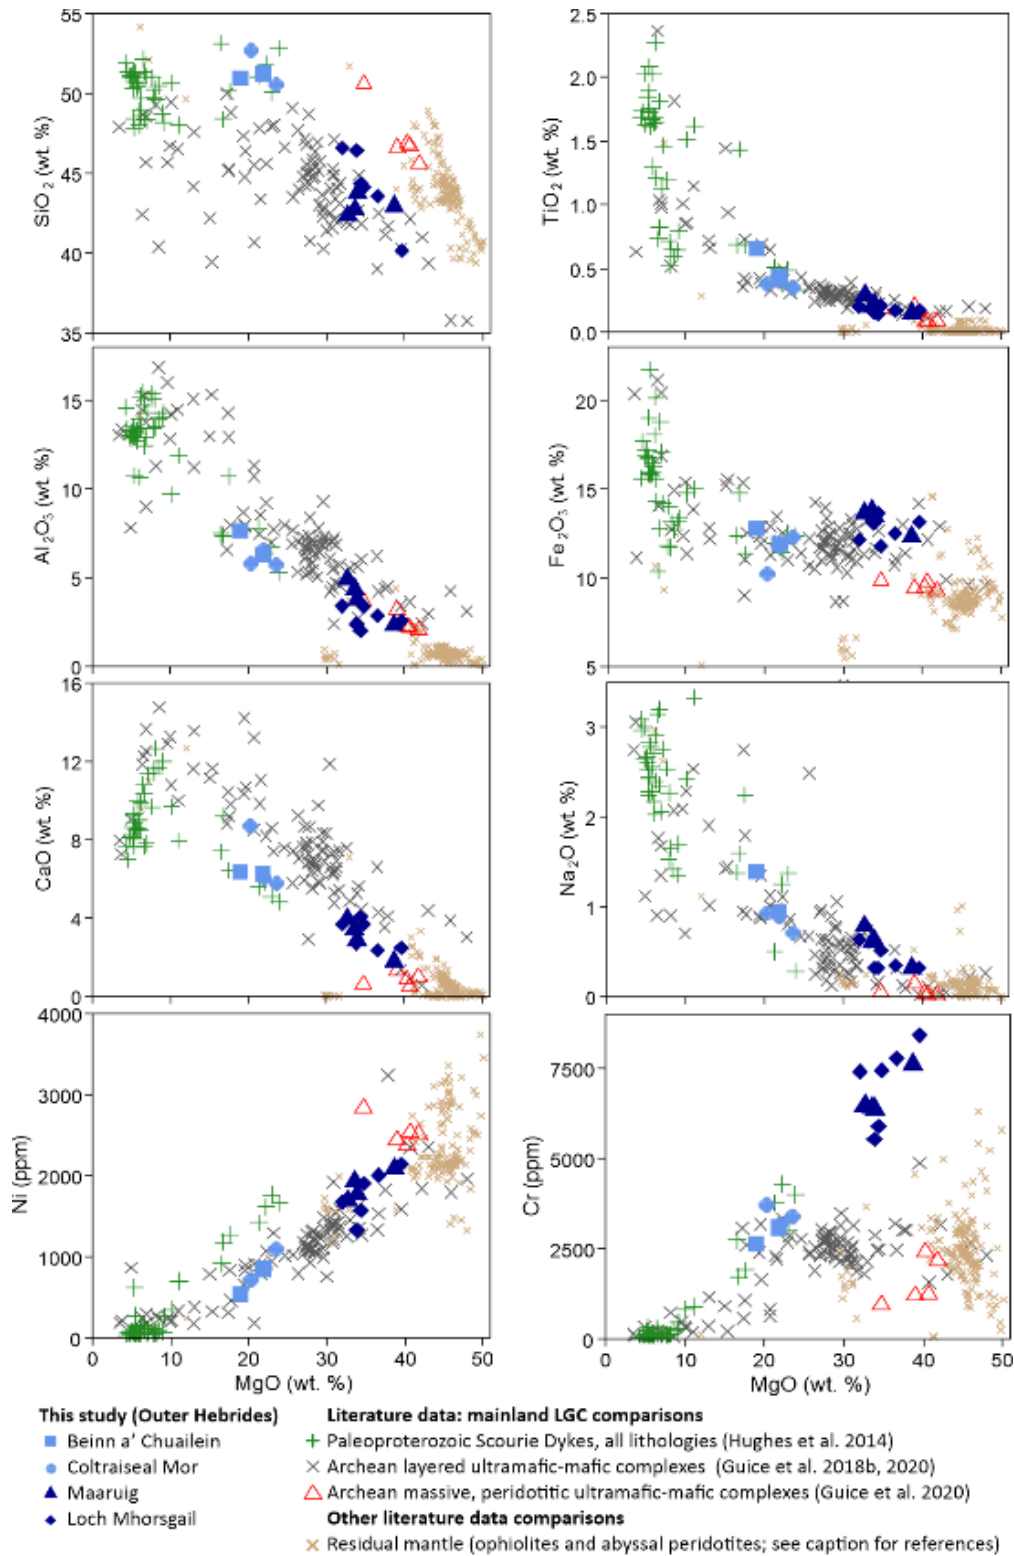 55
50
45
40
35
SiO2 (wt. %)
2.5
2.0
1.5
1.0
0.5
0.0
TiO2 (wt. %)
15
10
5
0
Al2O3 (wt. %)
20
15
10
5
Fe2O3 (wt. %)
16
12
8
4
0
CaO (wt. %)
3
2
1
0
Na2O (wt. %)
4000
3000
2000
1000
0
Ni (ppm)
7500
5000
2500
0
Cr (ppm)
0 10 20 30 40 50
0 10 20 30 40 50
MgO (wt. %)
MgO (wt. %)
This study (Outer Hebrides)
Beinn a' Chuailein
Coltraiseal Mor
Maaruig
Loch Mhorsgail
Literature data: mainland LGC comparisons
Paleoproterozoic Scourie Dykes, all lithologies (Hughes et al. 2014)
Archean layered ultramafic-mafic complexes (Guice et al. 2018b, 2020)
Archean massive, peridotitic ultramafic-mafic complexes (Guice et al. 2020)
Other literature data comparisons
Residual mantle (ophiolites and abyssal peridotites; see caption for references)